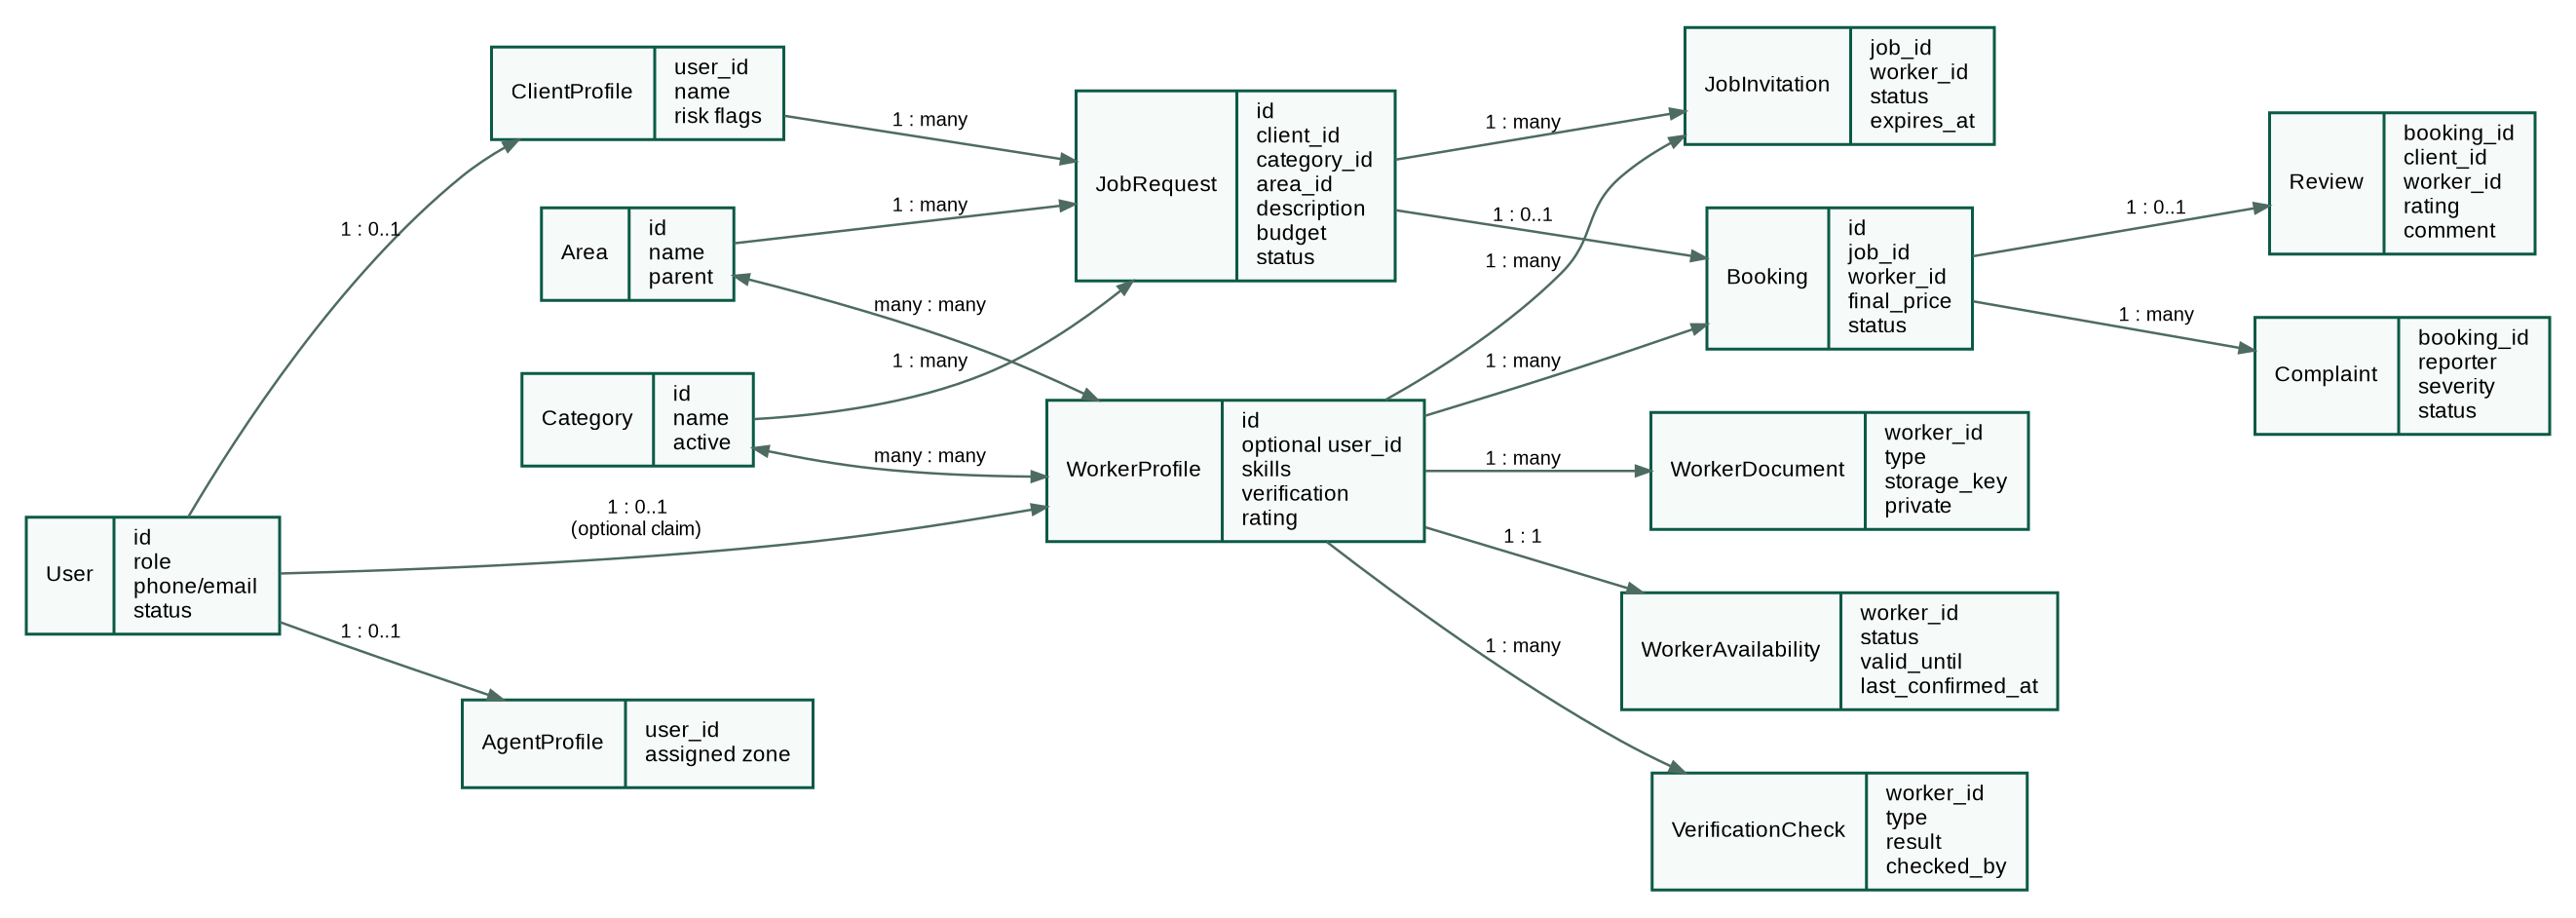 ClientProfile
user_id
name
risk flags
1 : many
Area
id
name
parent
1 : many
many : many
Category
id
name
active
1 : many
many : many
User
id
role
phone/email
status
1 : 0..1
1 : 0..1
(optional claim)
1 : 0..1
AgentProfile
user_id
assigned zone
JobRequest
id
client_id
category_id
area_id
description
budget
status
1 : many
1 : 0..1
WorkerProfile
id
optional user_id
skills
verification
rating
1 : many
1 : many
1 : many
1 : 1
1 : many
JobInvitation
job_id
worker_id
status
expires_at
Booking
id
job_id
worker_id
final_price
status
1 : 0..1
1 : many
WorkerDocument
worker_id
type
storage_key
private
WorkerAvailability
worker_id
status
valid_until
last_confirmed_at
VerificationCheck
worker_id
type
result
checked_by
Review
booking_id
client_id
worker_id
rating
comment
Complaint
booking_id
reporter
severity
status